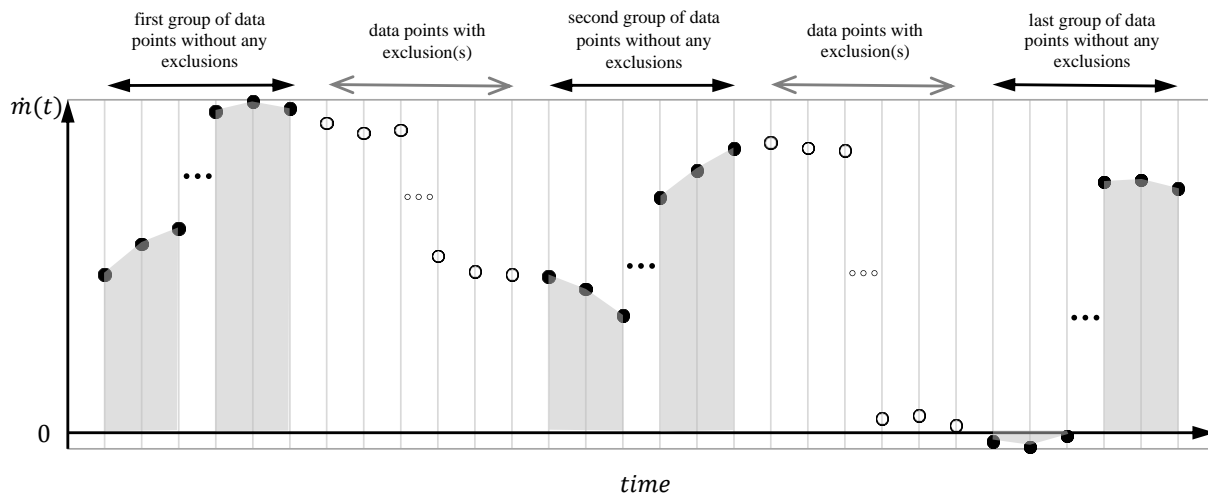 first group of data
points without any
exclusions
data points with
exclusion(s)
second group of data
points without any
exclusions
data points with
exclusion(s)
last group of data
points without any
exclusions
ṁ(t)
0
time